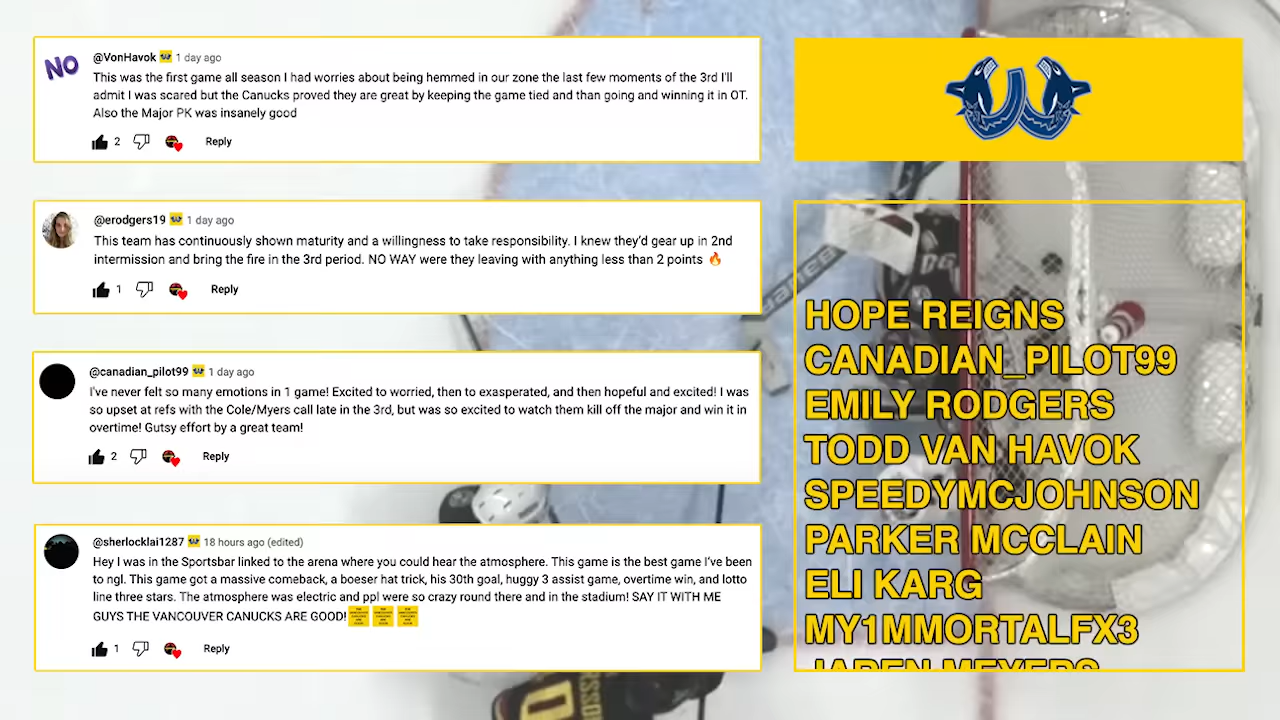 NO
@VonHavok 1 day ago
This was the first game all season I had worries about being hemmed in our zone the last few moments of the 3rd I'll
admit I was scared but the Canucks proved they are great by keeping the game tied and than going and winning it in OT.
Also the Major PK was insanely good
2 Reply
@erodgers19 1 day ago
This team has continuously shown maturity and a willingness to take responsibility. I knew they'd gear up in 2nd
intermission and bring the fire in the 3rd period. NO WAY were they leaving with anything less than 2 points 🔥
1 Reply
@canadian_pilot99 1 day ago
I've never felt so many emotions in 1 game! Excited to worried, then to exasperated, and then hopeful and excited! I was
so upset at refs with the Cole/Myers call late in the 3rd, but was so excited to watch them kill off the major and win it in
overtime! Gutsy effort by a great team!
2 Reply
@sherlocklai1287 18 hours ago (edited)
Hey I was in the Sportsbar linked to the arena where you could hear the atmosphere. This game is the best game I've been
to ngl. This game got a massive comeback, a boeser hat trick, his 30th goal, huggy 3 assist game, overtime win, and lotto
line three stars. The atmosphere was electric and ppl were so crazy round there and in the stadium! SAY IT WITH ME
GUYS THE VANCOUVER CANUCKS ARE GOOD!
1 Reply
HOPE REIGNS
CANADIAN_PILOT99
EMILY RODGERS
TODD VAN HAVOK
SPEEDYMCJOHNSON
PARKER MCCLAIN
ELI KARG
MY1MMORTALFX3
JAREN MEYERS